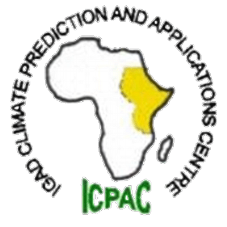 IGAD CLIMATE PREDICTION AND APPLICATIONS CENTRE
ICPAC